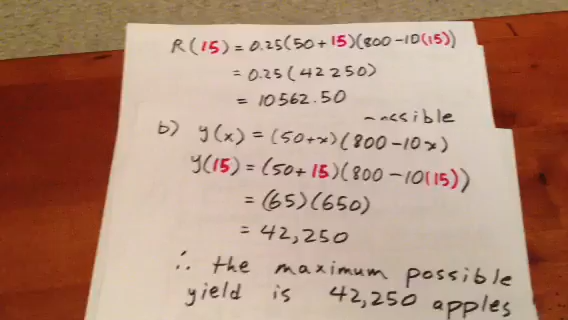 R(15) = 0.25(50+15)(800-10(15))
= 0.25(42250)
= 10562.50
b) y(x) = (50+x)(800-10x)
y(15) = (50+15)(800-10(15))
= (65)(650)
= 42,250
∴ the maximum possible
yield is 42,250 apples